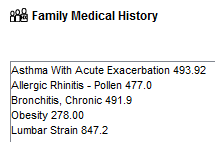 Family Medical History
Asthma With Acute Exacerbation 493.92
Allergic Rhinitis - Pollen 477.0
Bronchitis, Chronic 491.9
Obesity 278.00
Lumbar Strain 847.2